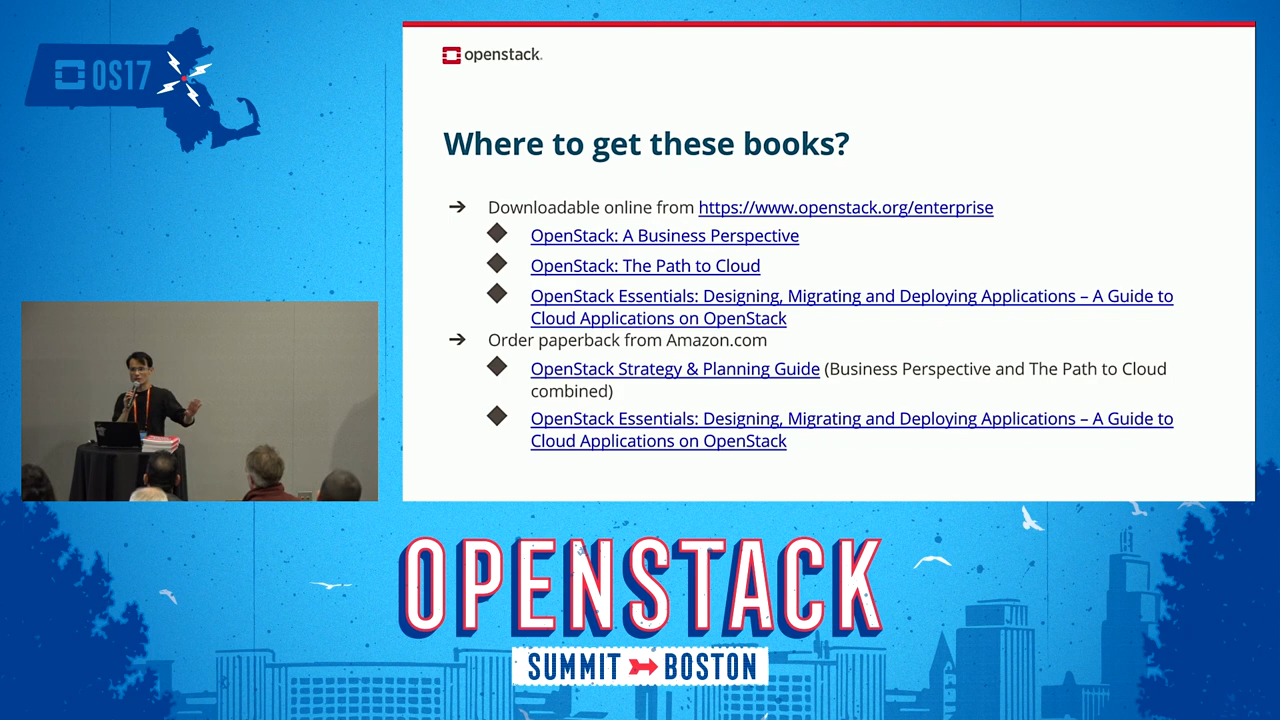 OS17
openstack.
Where to get these books?
➔ Downloadable online from https://www.openstack.org/enterprise
◆ OpenStack: A Business Perspective
◆ OpenStack: The Path to Cloud
◆ OpenStack Essentials: Designing, Migrating and Deploying Applications – A Guide to
Cloud Applications on OpenStack
➔ Order paperback from Amazon.com
◆ OpenStack Strategy & Planning Guide (Business Perspective and The Path to Cloud
combined)
◆ OpenStack Essentials: Designing, Migrating and Deploying Applications – A Guide to
Cloud Applications on OpenStack
OPENSTACK
SUMMIT BOSTON